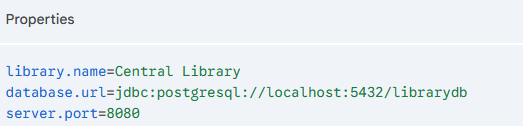 Properties
library.name=Central Library
database.url=jdbc:postgresql://localhost:5432/librarydb
server.port=8080